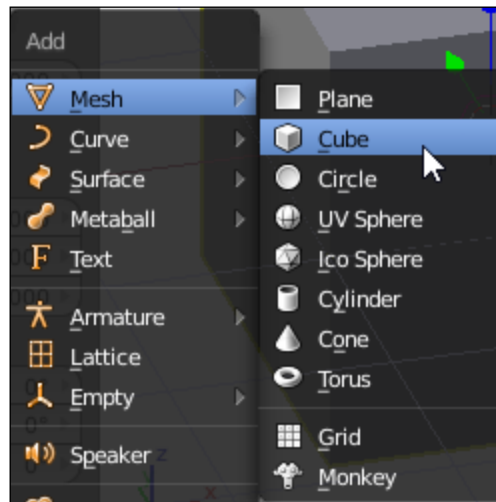 Add
Mesh
Curve
Surface
Metaball
Text
Armature
Lattice
Empty
Speaker
Plane
Cube
Circle
UV Sphere
Ico Sphere
Cylinder
Cone
Torus
Grid
Monkey